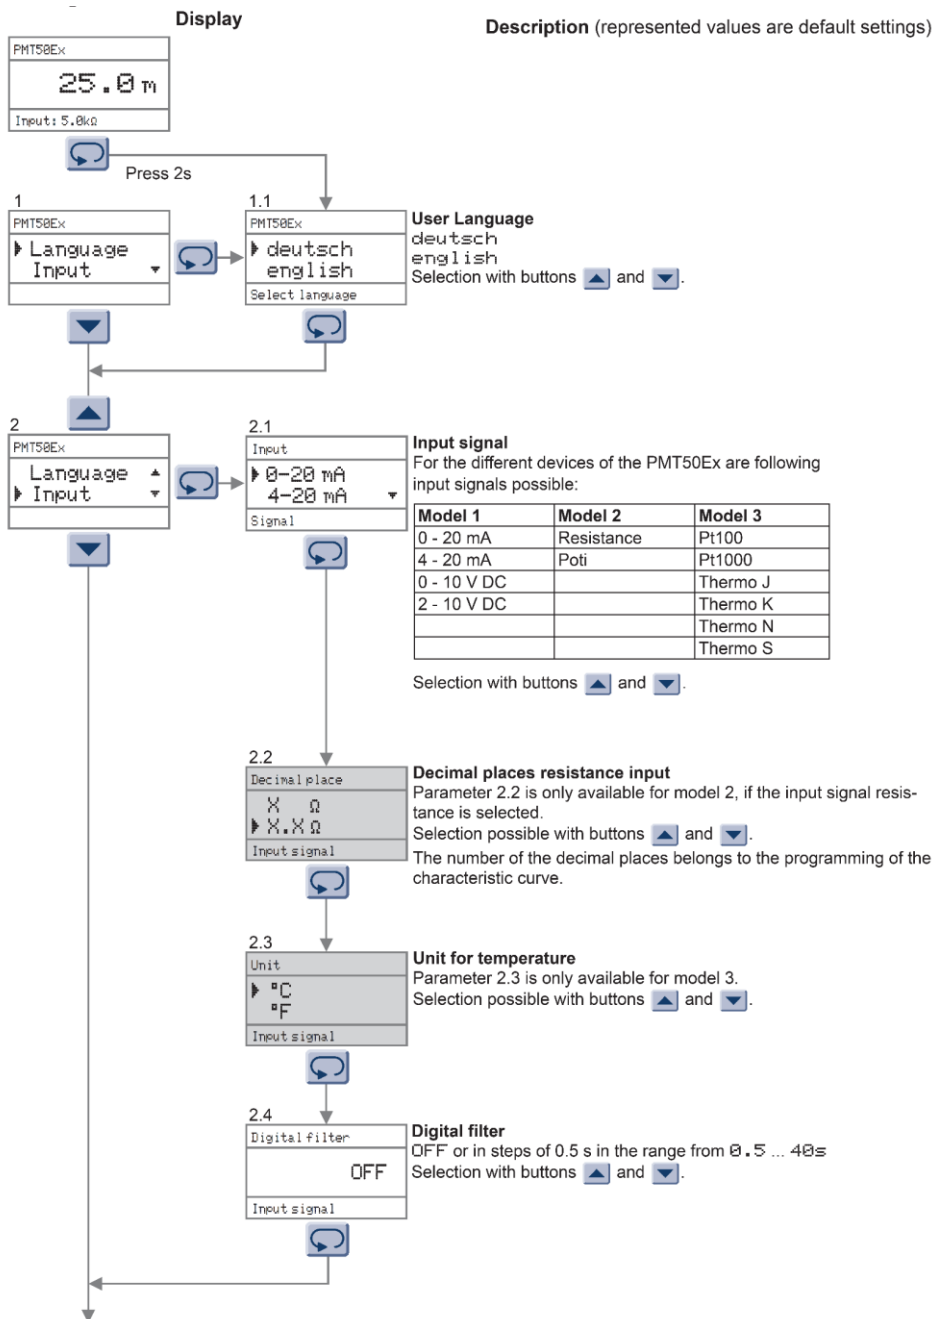 Display
Description (represented values are default settings)
PMT50Ex
25.0 m
Input: 5.0kΩ
Press 2s
1
PMT50Ex
Language
Input
1.1
PMT50Ex
deutsch
english
Select language
User Language
deutsch
english
Selection with buttons and .
2
PMT50Ex
Language
Input
2.1
Input
0-20 mA
4-20 mA
Signal
Input signal
For the different devices of the PMT50Ex are following
input signals possible:
Model 1 Model 2 Model 3
0 - 20 mA Resistance Pt100
4 - 20 mA Poti Pt1000
0 - 10 V DC Thermo J
2 - 10 V DC Thermo K
Thermo N
Thermo S
Selection with buttons and .
2.2
Decimal place
X Ω
X.X Ω
Input signal
Decimal places resistance input
Parameter 2.2 is only available for model 2, if the input signal resis-
tance is selected.
Selection possible with buttons and .
The number of the decimal places belongs to the programming of the
characteristic curve.
2.3
Unit
°C
°F
Input signal
Unit for temperature
Parameter 2.3 is only available for model 3.
Selection possible with buttons and .
2.4
Digital filter
OFF
Input signal
Digital filter
OFF or in steps of 0.5 s in the range from 0.5 ... 40s
Selection with buttons and .